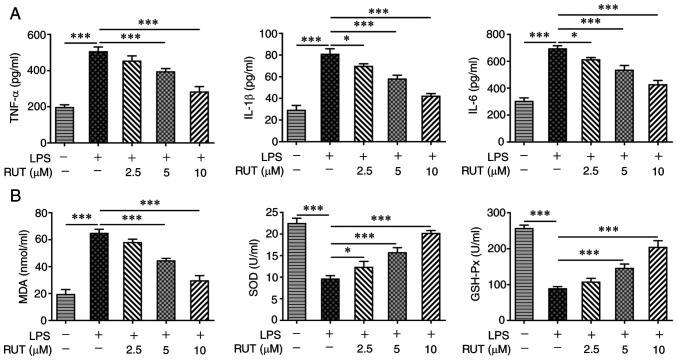 A
TNF-α (pg/ml)
600
400
200
0
***
***
***
LPS − + + + +
RUT (μM) − − 2.5 5 10
IL-1β (pg/ml)
100
80
60
40
20
0
***
*
***
***
LPS − + + + +
RUT (μM) − − 2.5 5 10
IL-6 (pg/ml)
800
600
400
200
0
***
*
***
***
LPS − + + + +
RUT (μM) − − 2.5 5 10
B
MDA (nmol/ml)
80
60
40
20
0
***
***
***
LPS − + + + +
RUT (μM) − − 2.5 5 10
SOD (U/ml)
25
20
15
10
5
0
***
*
***
***
LPS − + + + +
RUT (μM) − − 2.5 5 10
GSH-Px (U/ml)
300
200
100
0
***
***
***
LPS − + + + +
RUT (μM) − − 2.5 5 10